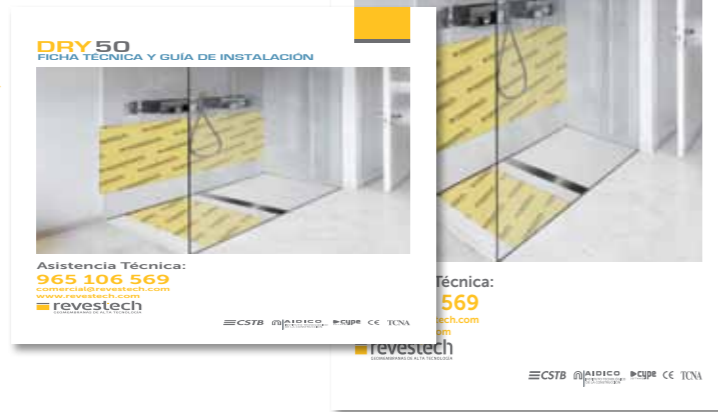 DRY 50
FICHA TÉCNICA Y GUÍA DE INSTALACIÓN
Asistencia Técnica:
965 106 569
comercial@revestech.com
www.revestech.com
revestech
GEOMEMBRANAS DE ALTA TECNOLOGÍA
CSTB AIDICO cype CE TCNA
Técnica:
569
tech.com
om
revestech
GEOMEMBRANAS DE ALTA TECNOLOGÍA
CSTB AIDICO cype CE TCNA